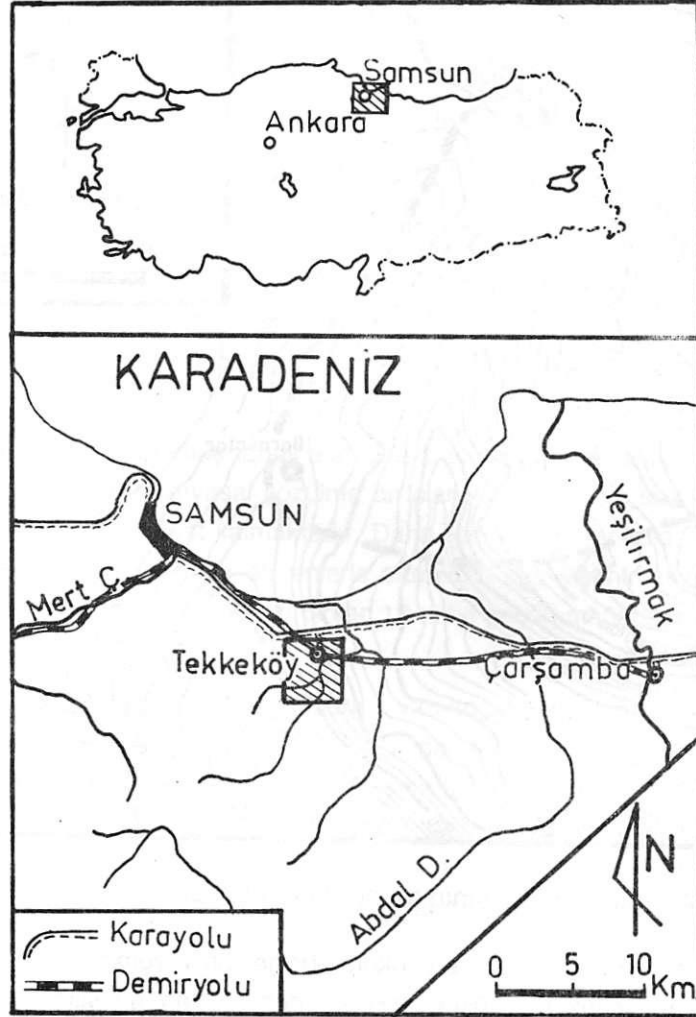 Samsun
Ankara
KARADENİZ
SAMSUN
Mert Ç.
Yeşilırmak
Tekkeköy
Çarşamba
Abdal D.
N
Karayolu
Demiryolu
0 5 10 Km